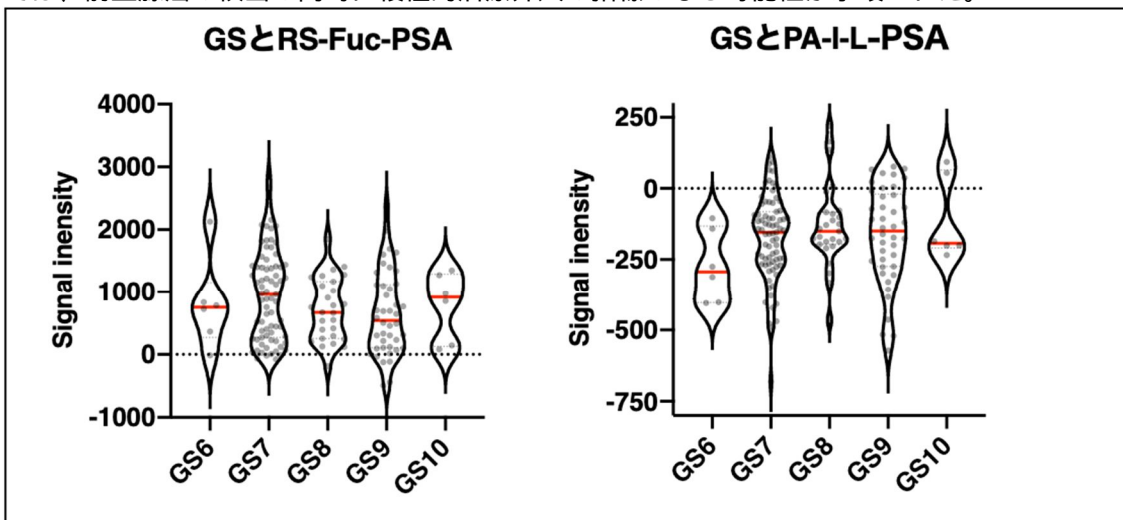 GSとRS-Fuc-PSA
GSとPA-I-L-PSA
4000
3000
2000
1000
0
-1000
Signal inensity
GS6
GS7
GS8
GS9
GS10
250
0
-250
-500
-750
Signal inensity
GS6
GS7
GS8
GS9
GS10